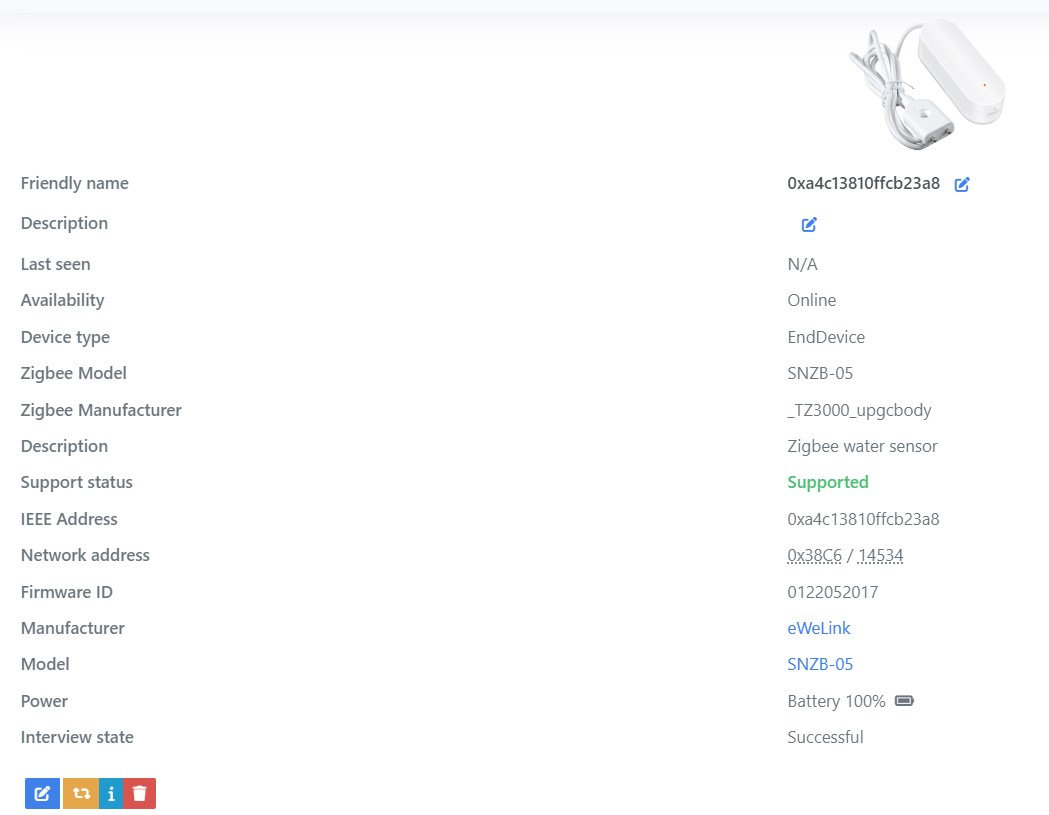 Friendly name 0xa4c13810ffcb23a8
Description
Last seen N/A
Availability Online
Device type EndDevice
Zigbee Model SNZB-05
Zigbee Manufacturer _TZ3000_upgcbody
Description Zigbee water sensor
Support status Supported
IEEE Address 0xa4c13810ffcb23a8
Network address 0x38C6 / 14534
Firmware ID 0122052017
Manufacturer eWeLink
Model SNZB-05
Power Battery 100%
Interview state Successful